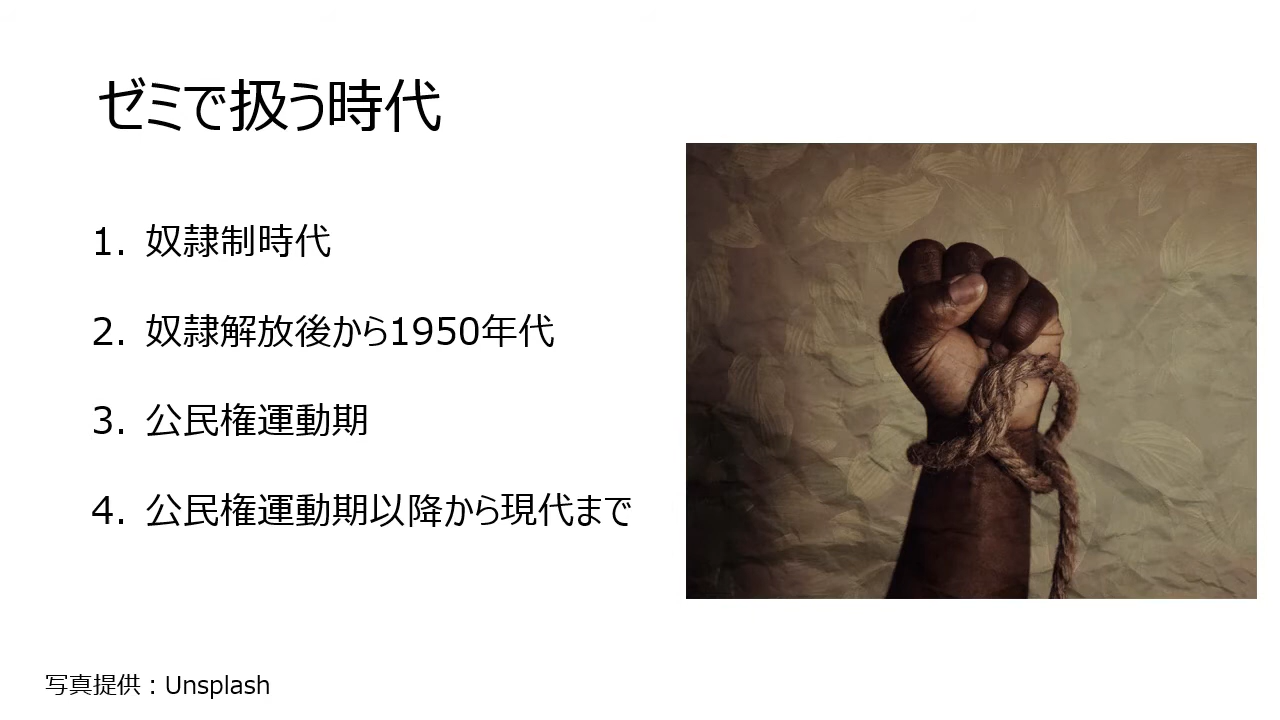 ゼミで扱う時代
1. 奴隷制時代
2. 奴隷解放後から1950年代
3. 公民権運動期
4. 公民権運動期以降から現代まで
写真提供：Unsplash